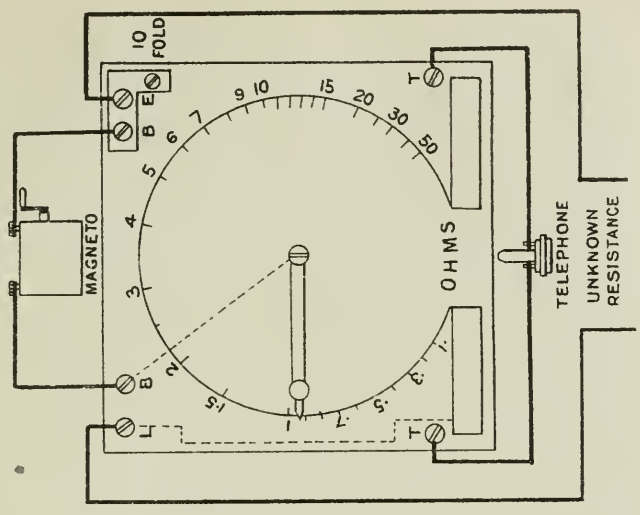 10
FOLD
E
B
MAGNETO
B
L
T
T
.1
.3
.5
.7
1
1.5
2
3
4
5
6
7
9
10
15
20
30
50
OHMS
TELEPHONE
UNKNOWN
RESISTANCE